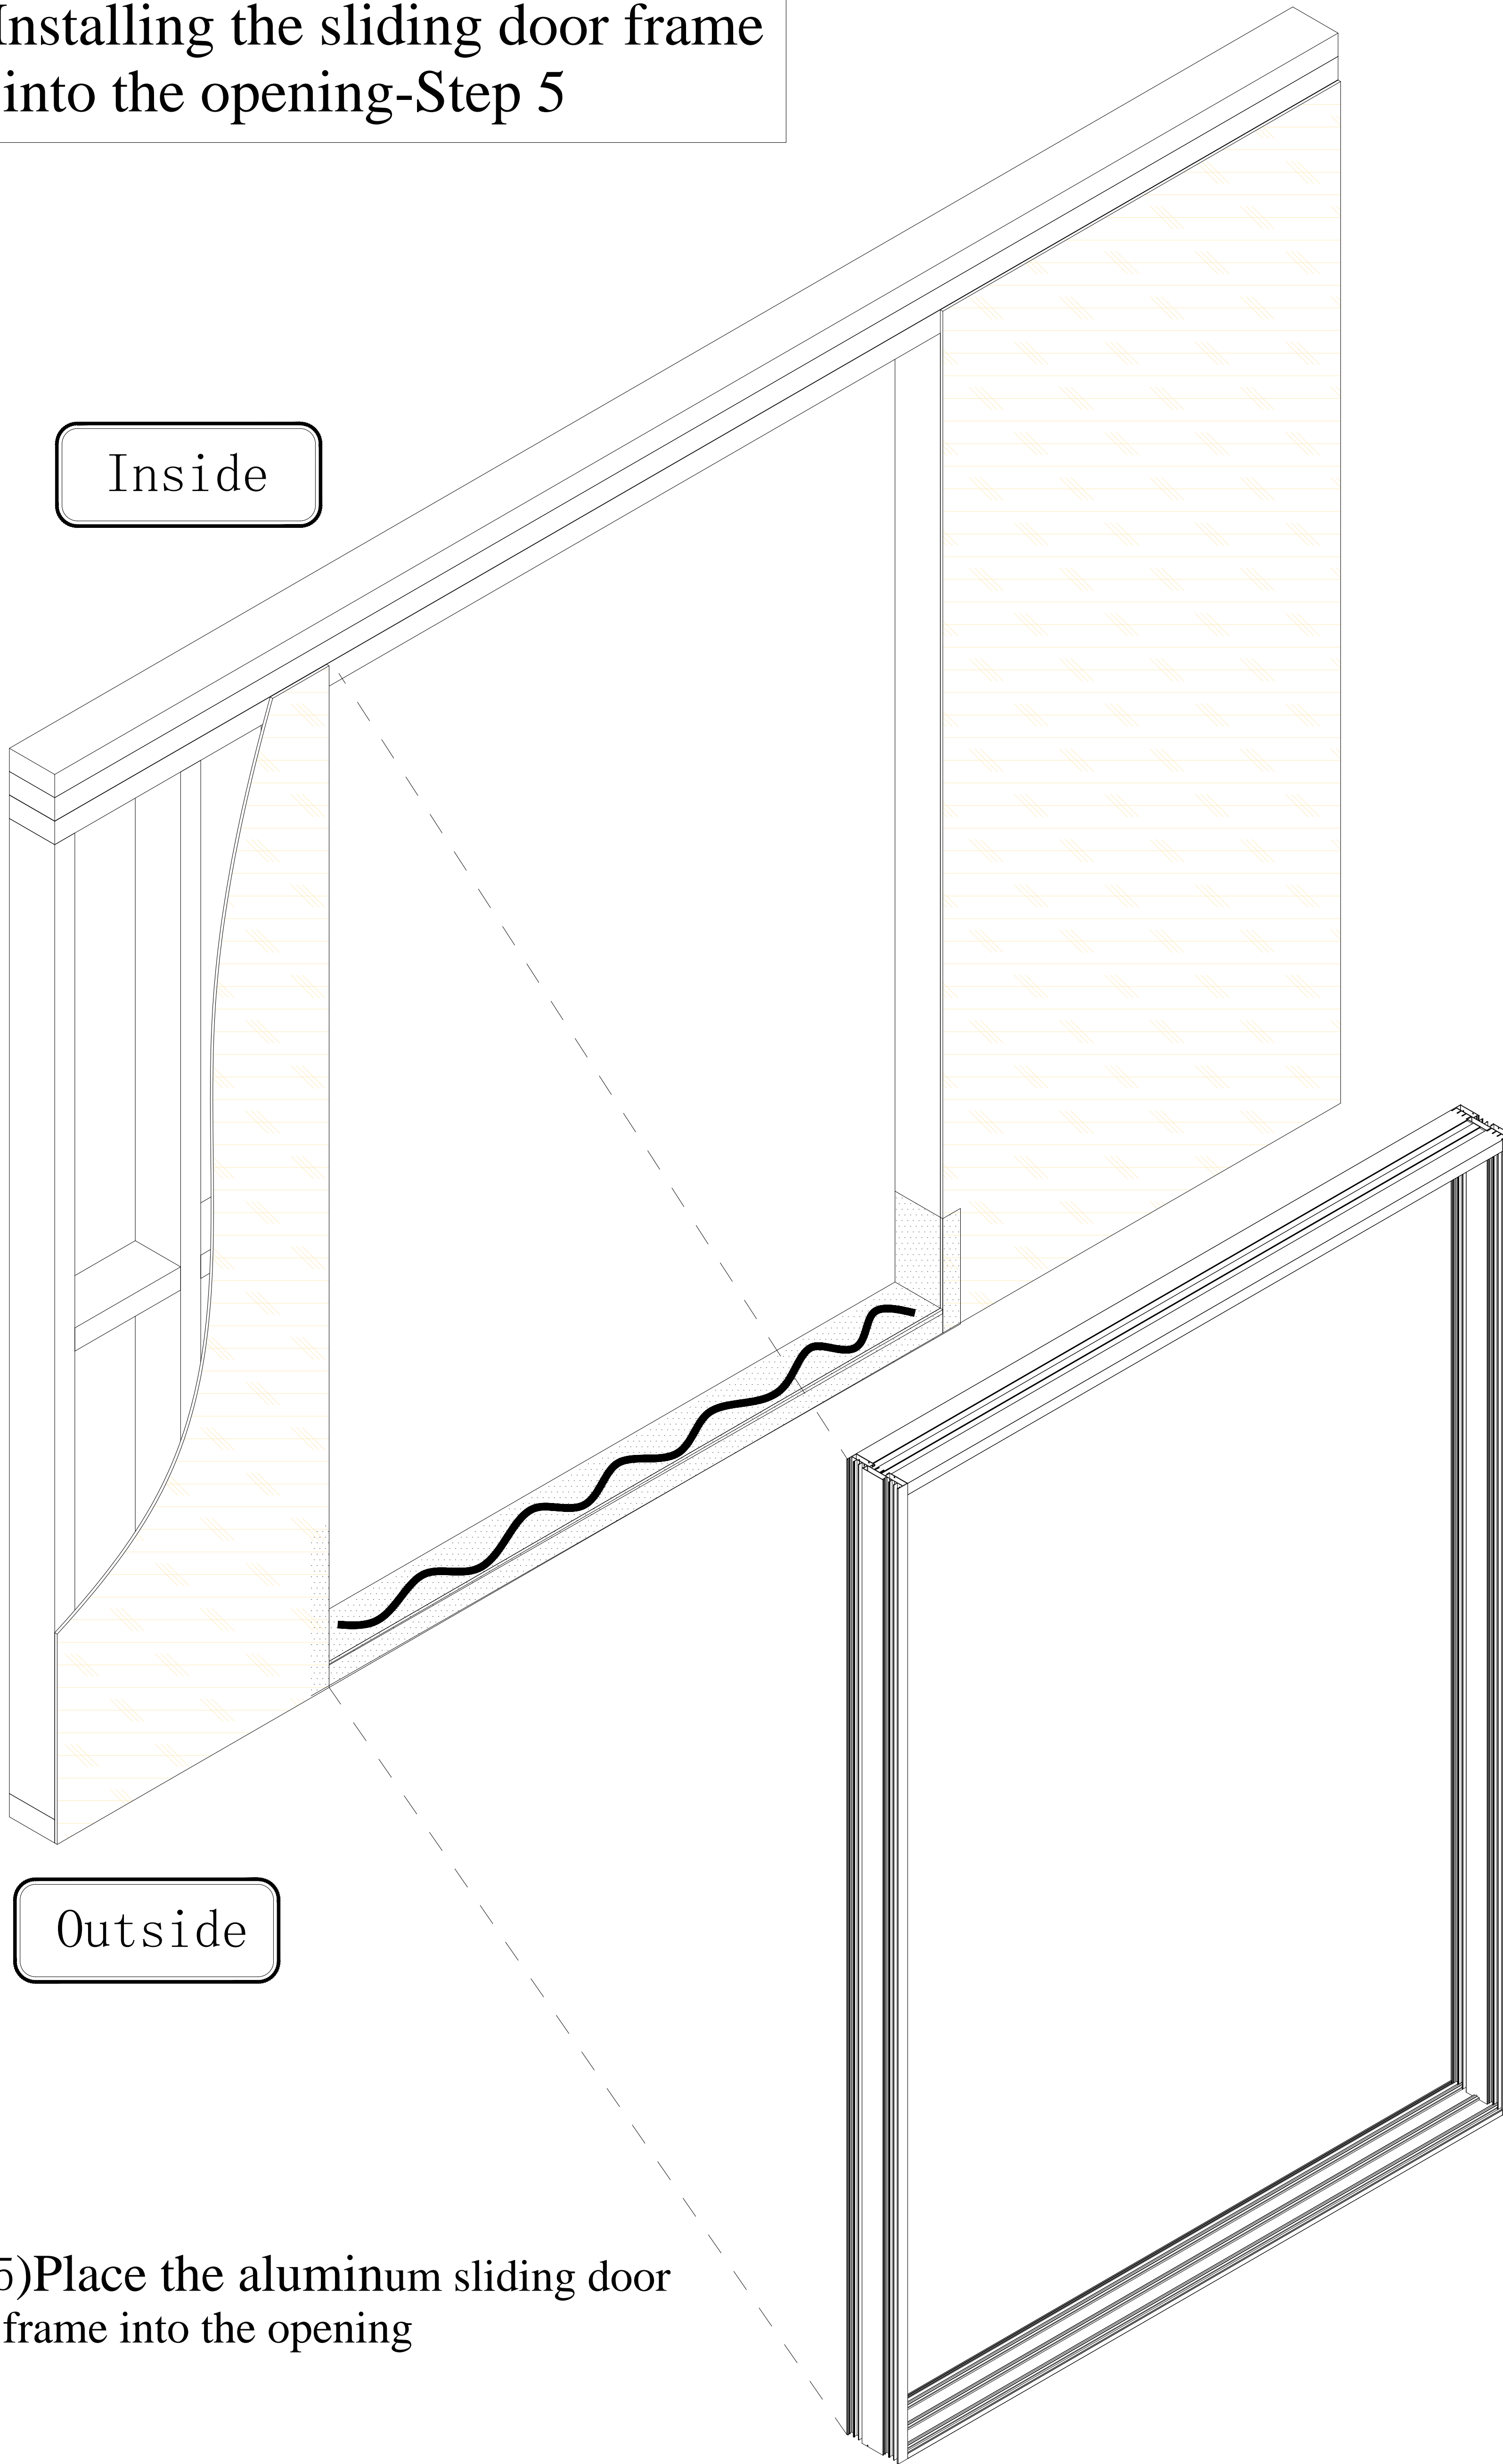 Installing the sliding door frame
into the opening-Step 5
Inside
Outside
5)Place the aluminum sliding door
frame into the opening